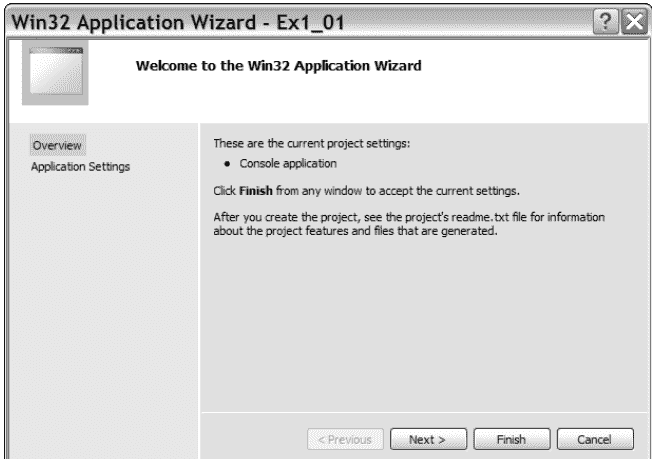 Win32 Application Wizard - Ex1_01
?
Welcome to the Win32 Application Wizard
Overview
Application Settings
These are the current project settings:
• Console application
Click Finish from any window to accept the current settings.
After you create the project, see the project's readme.txt file for information
about the project features and files that are generated.
< Previous Next > Finish Cancel